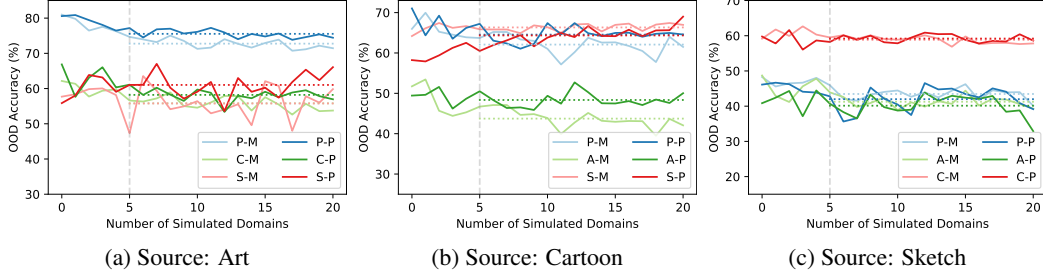 OOD Accuracy (%)
80
70
60
50
40
30
P-M
P-P
C-M
C-P
S-M
S-P
0
5
10
15
20
Number of Simulated Domains
(a) Source: Art
OOD Accuracy (%)
70
60
50
40
30
20
P-M
P-P
A-M
A-P
S-M
S-P
0
5
10
15
20
Number of Simulated Domains
(b) Source: Cartoon
OOD Accuracy (%)
70
60
50
40
30
20
P-M
P-P
A-M
A-P
C-M
C-P
0
5
10
15
20
Number of Simulated Domains
(c) Source: Sketch